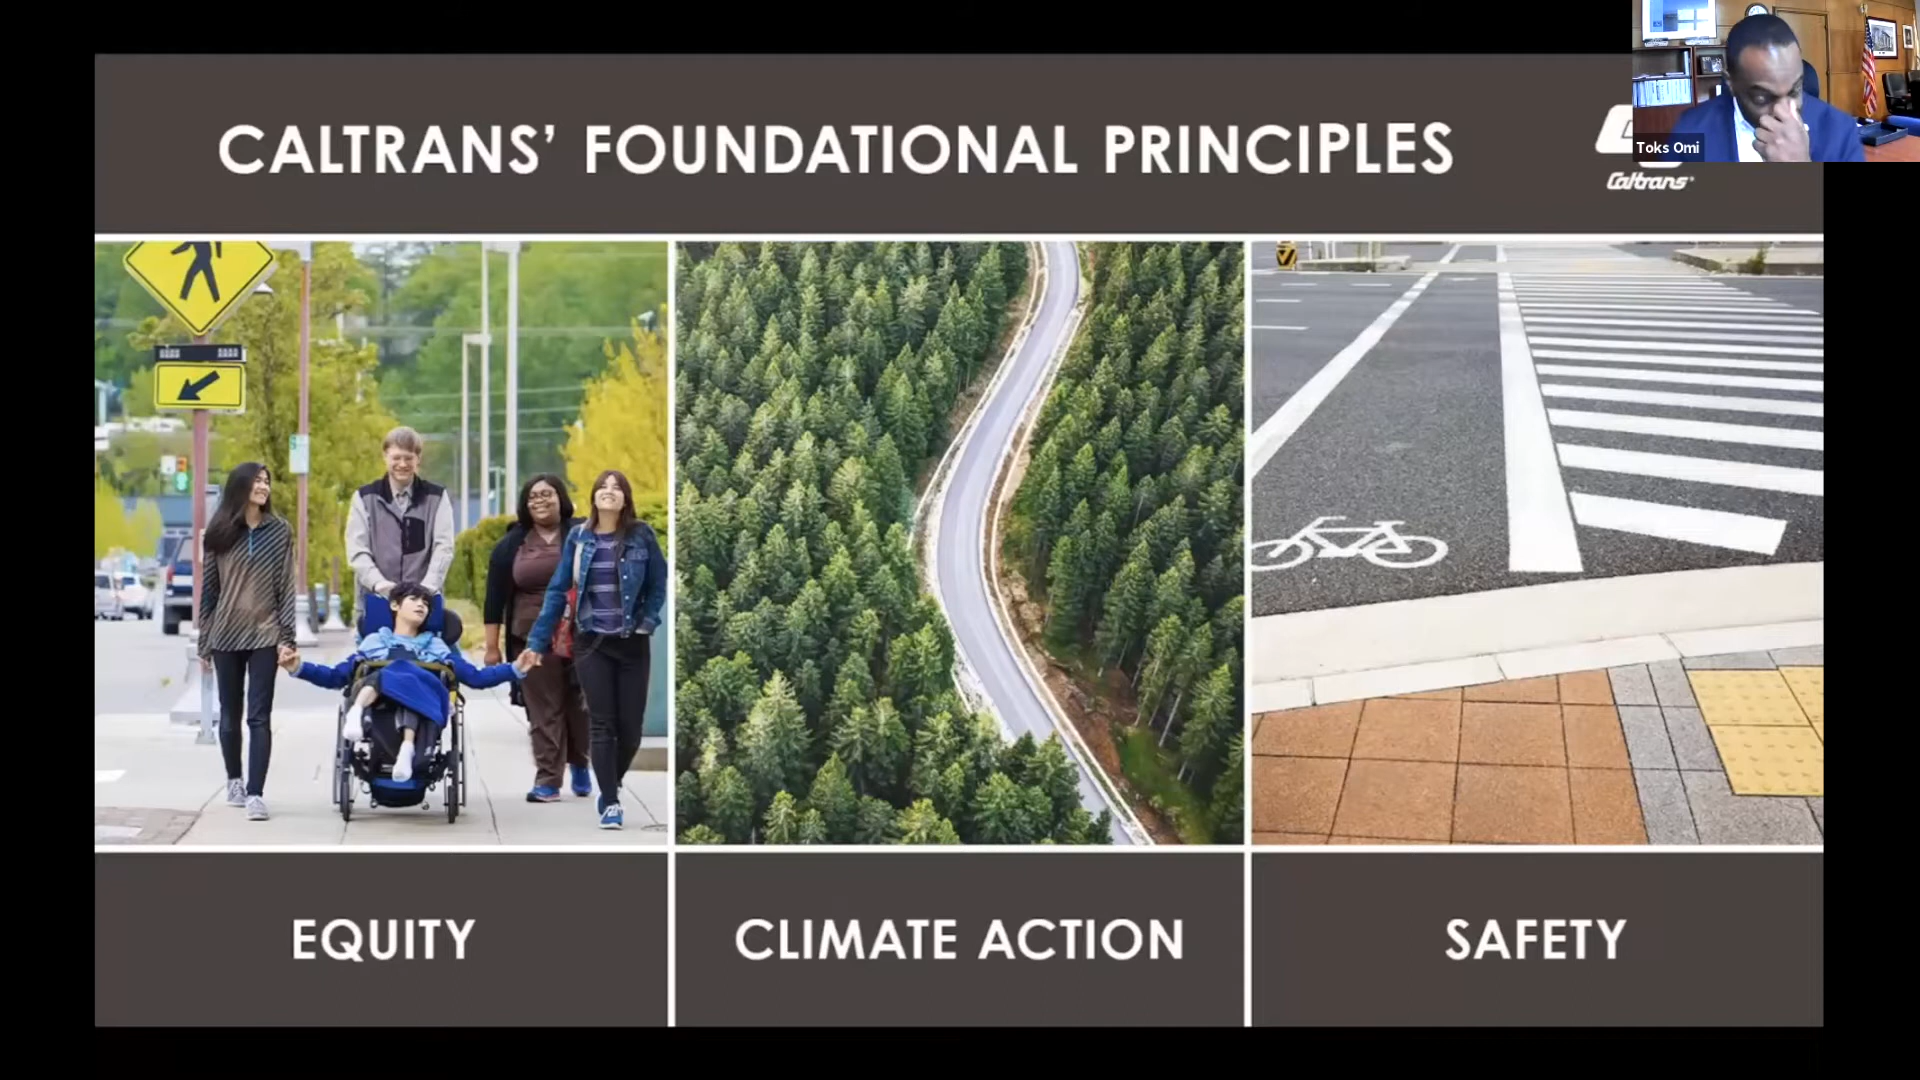 CALTRANS' FOUNDATIONAL PRINCIPLES
Toks Omi
Caltrans
EQUITY
CLIMATE ACTION
SAFETY